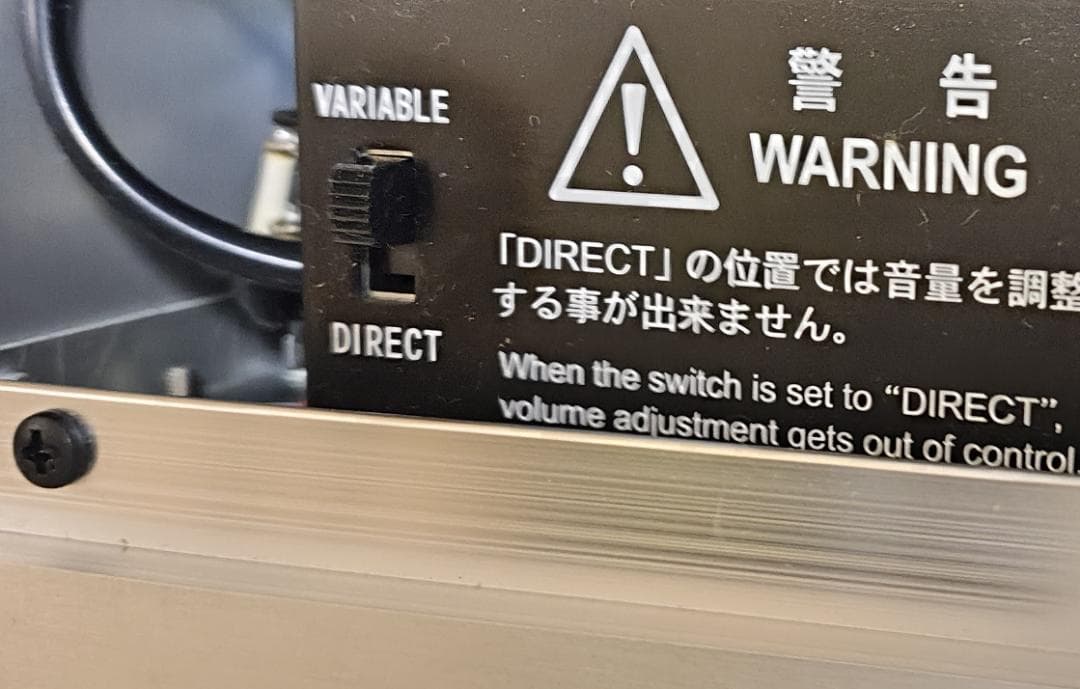 VARIABLE
DIRECT
警 告
WARNING
「DIRECT」の位置では音量を調整
する事が出来ません。
When the switch is set to “DIRECT”,
volume adjustment gets out of control.